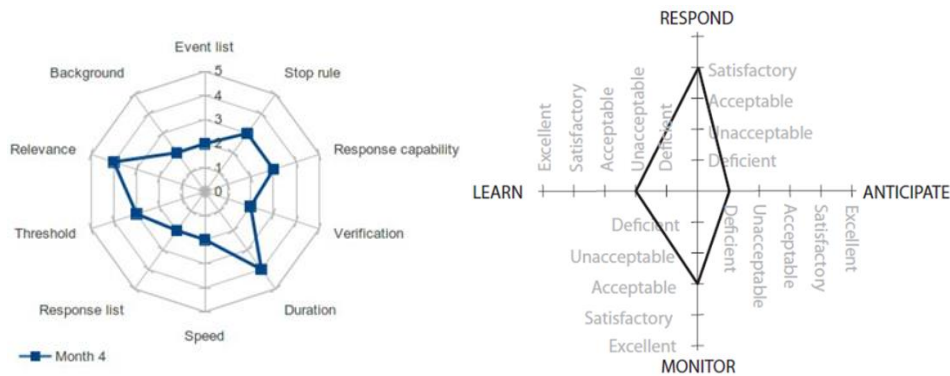 Event list
Background
Stop rule
5
4
3
2
1
0
Relevance
Response capability
Threshold
Verification
Response list
Duration
Speed
Month 4
RESPOND
Satisfactory
Acceptable
Unacceptable
Deficient
Excellent
Satisfactory
Acceptable
Unacceptable
Deficient
LEARN
ANTICIPATE
Deficient
Unacceptable
Acceptable
Satisfactory
Excellent
Deficient
Unacceptable
Acceptable
Satisfactory
Excellent
MONITOR